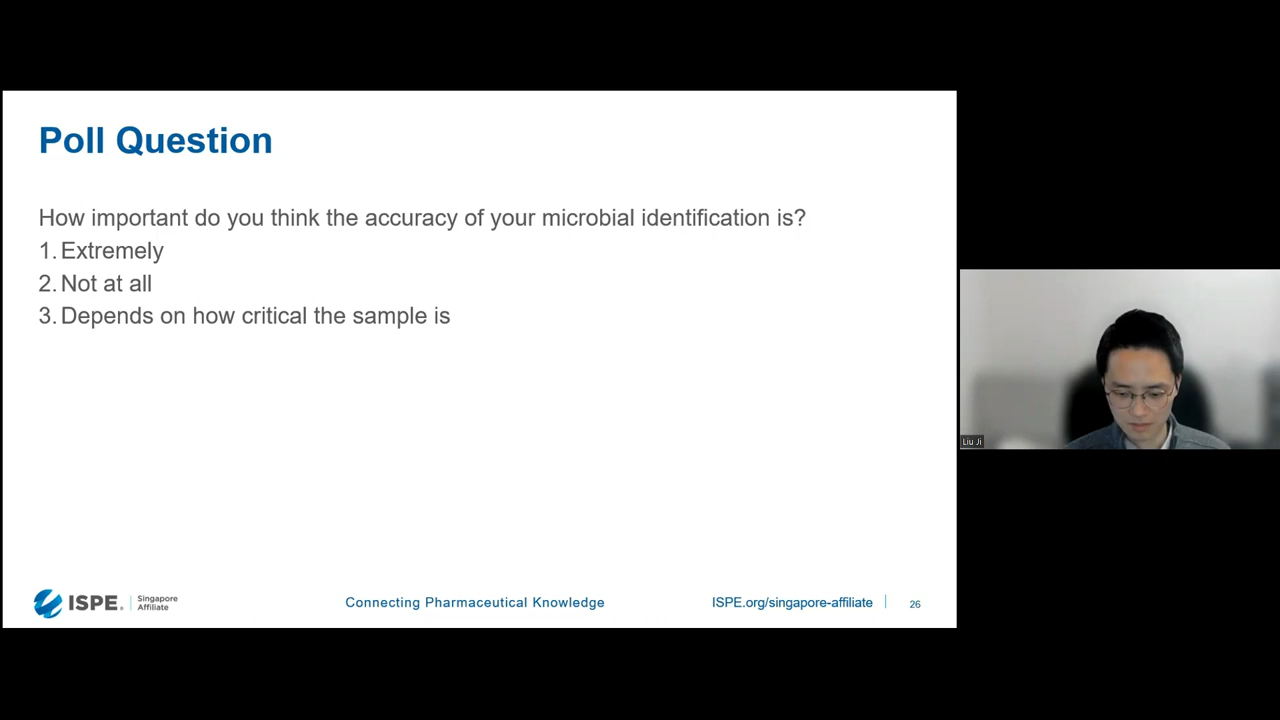 Poll Question
How important do you think the accuracy of your microbial identification is?
1. Extremely
2. Not at all
3. Depends on how critical the sample is
Liu Ji
ISPE®
Singapore
Affiliate
Connecting Pharmaceutical Knowledge
ISPE.org/singapore-affiliate
26